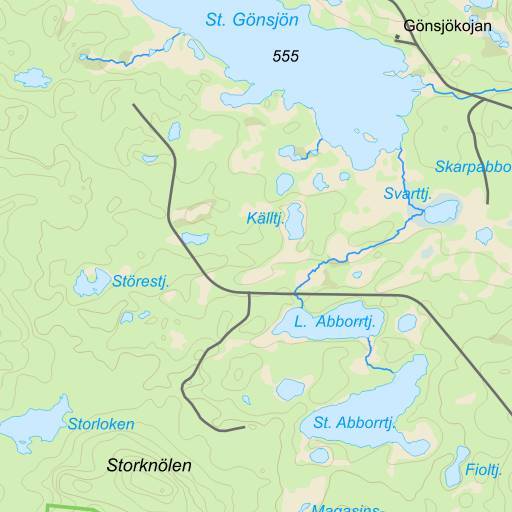 St. Gönsjön
Gönsjökojan
555
Skarpabbo
Svarttj.
Källtj.
Störestj.
L. Abborrtj.
St. Abborrtj.
Storloken
Storknölen
Fioltj.
Magasins-